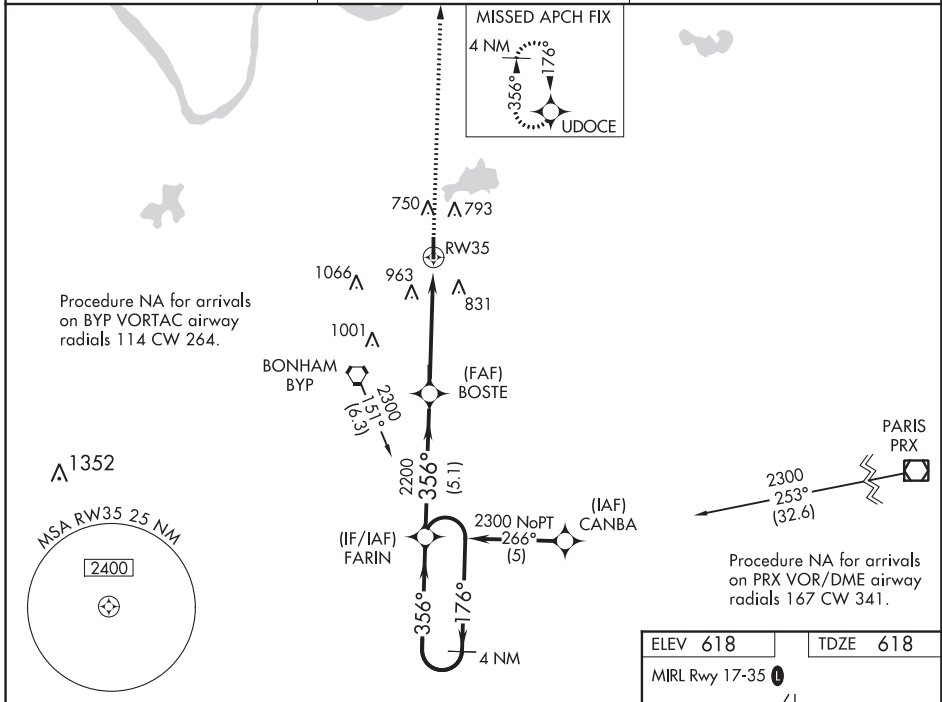 MISSED APCH FIX
4 NM
356°
176°
UDOCE
750
793
RW35
1066
963
831
Procedure NA for arrivals
on BYP VORTAC airway
radials 114 CW 264.
1001
BONHAM
BYP
2300
151°
(6.3)
(FAF)
BOSTE
PARIS
PRX
2300
253°
(32.6)
1352
2200
356°
(5.1)
MSA RW35 25 NM
2400
(IF/IAF)
FARIN
2300 NoPT
266°
(5)
(IAF)
CANBA
Procedure NA for arrivals
on PRX VOR/DME airway
radials 167 CW 341.
356°
176°
4 NM
ELEV 618
TDZE 618
MIRL Rwy 17-35 L